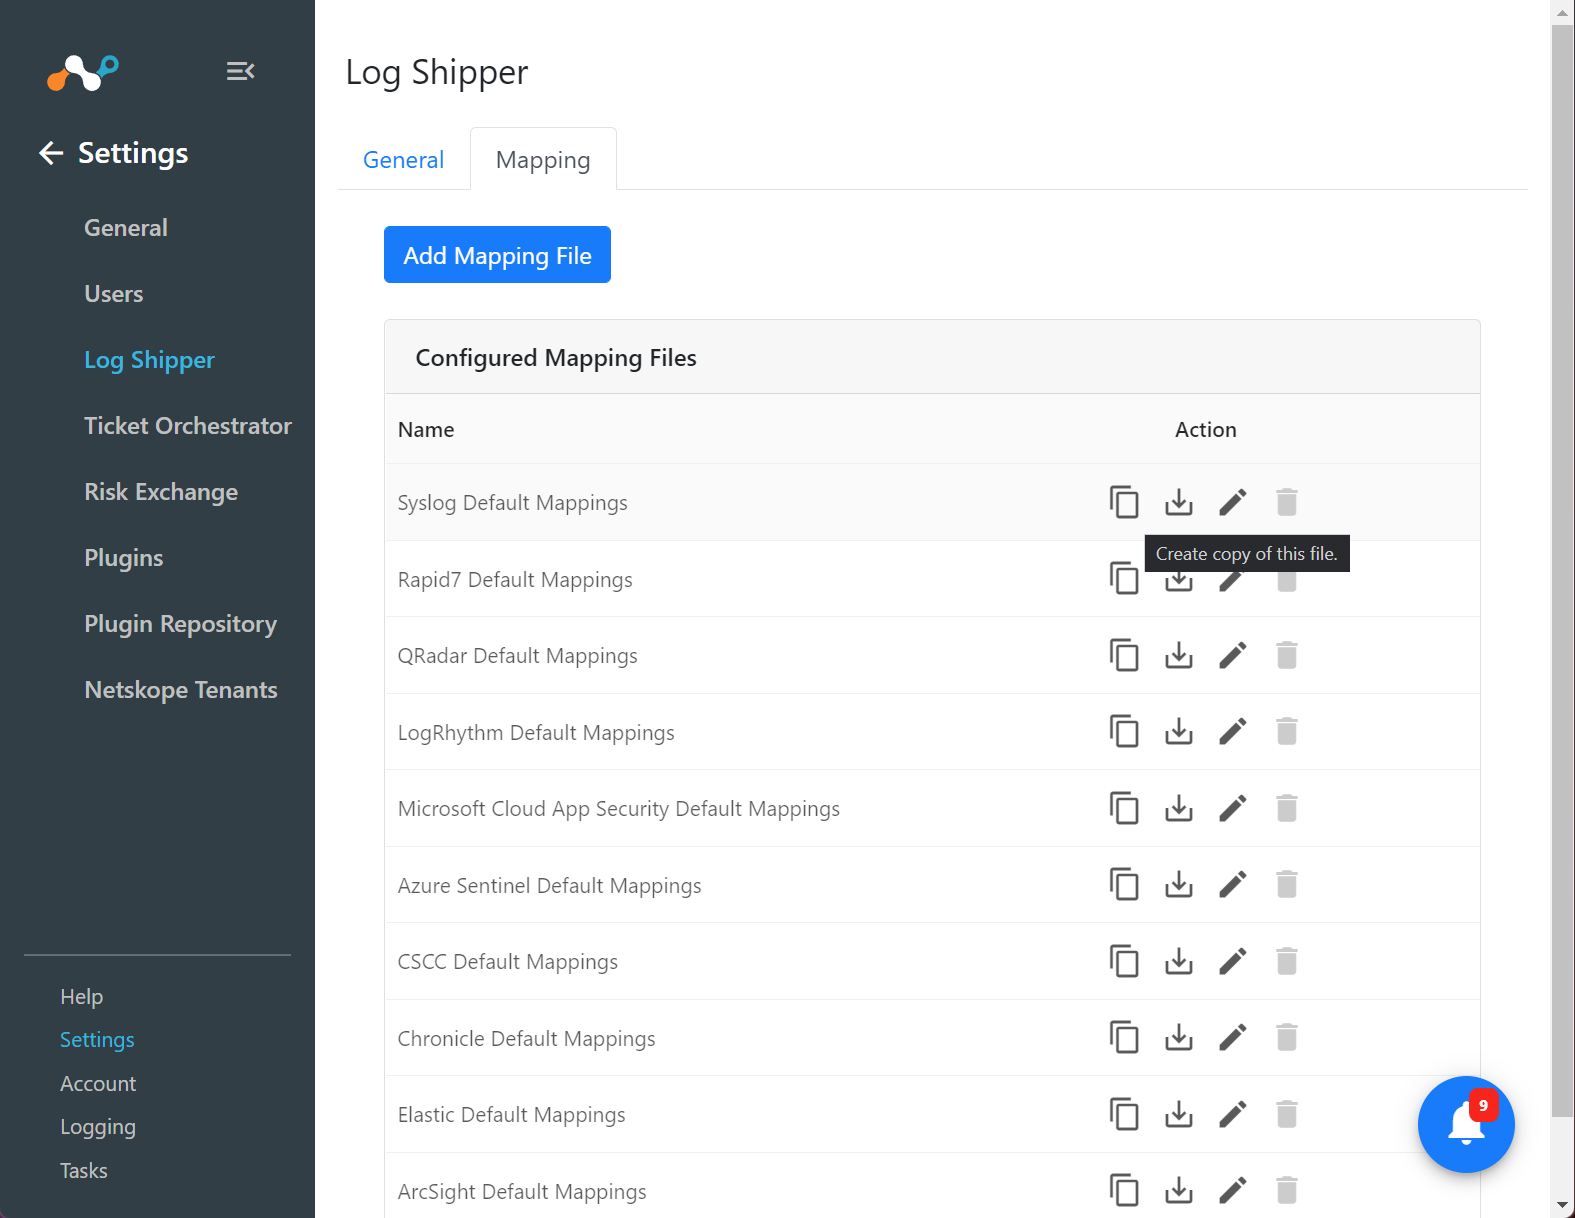 Settings
General
Users
Log Shipper
Ticket Orchestrator
Risk Exchange
Plugins
Plugin Repository
Netskope Tenants
Help
Settings
Account
Logging
Tasks
Log Shipper
General
Mapping
Add Mapping File
Configured Mapping Files
Name Action
Syslog Default Mappings
Create copy of this file.
Rapid7 Default Mappings
QRadar Default Mappings
LogRhythm Default Mappings
Microsoft Cloud App Security Default Mappings
Azure Sentinel Default Mappings
CSCC Default Mappings
Chronicle Default Mappings
Elastic Default Mappings
9
ArcSight Default Mappings